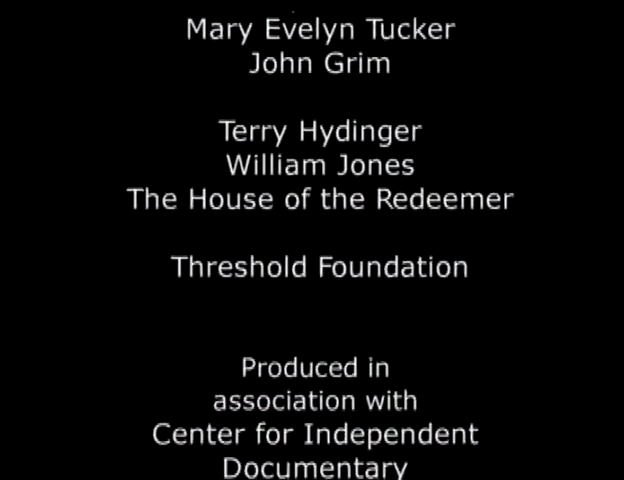 Mary Evelyn Tucker
John Grim
Terry Hydinger
William Jones
The House of the Redeemer
Threshold Foundation
Produced in
association with
Center for Independent
Documentary